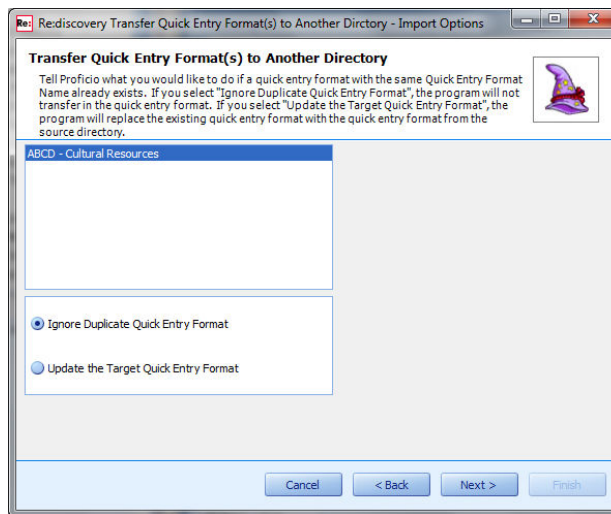 Re: Re:discovery Transfer Quick Entry Format(s) to Another Dirctory - Import Options
Transfer Quick Entry Format(s) to Another Directory
Tell Proficio what you would like to do if a quick entry format with the same Quick Entry Format
Name already exists. If you select "Ignore Duplicate Quick Entry Format", the program will not
transfer in the quick entry format. If you select "Update the Target Quick Entry Format", the
program will replace the existing quick entry format with the quick entry format from the
source directory.
ABCD - Cultural Resources
Ignore Duplicate Quick Entry Format
Update the Target Quick Entry Format
Cancel < Back Next > Finish